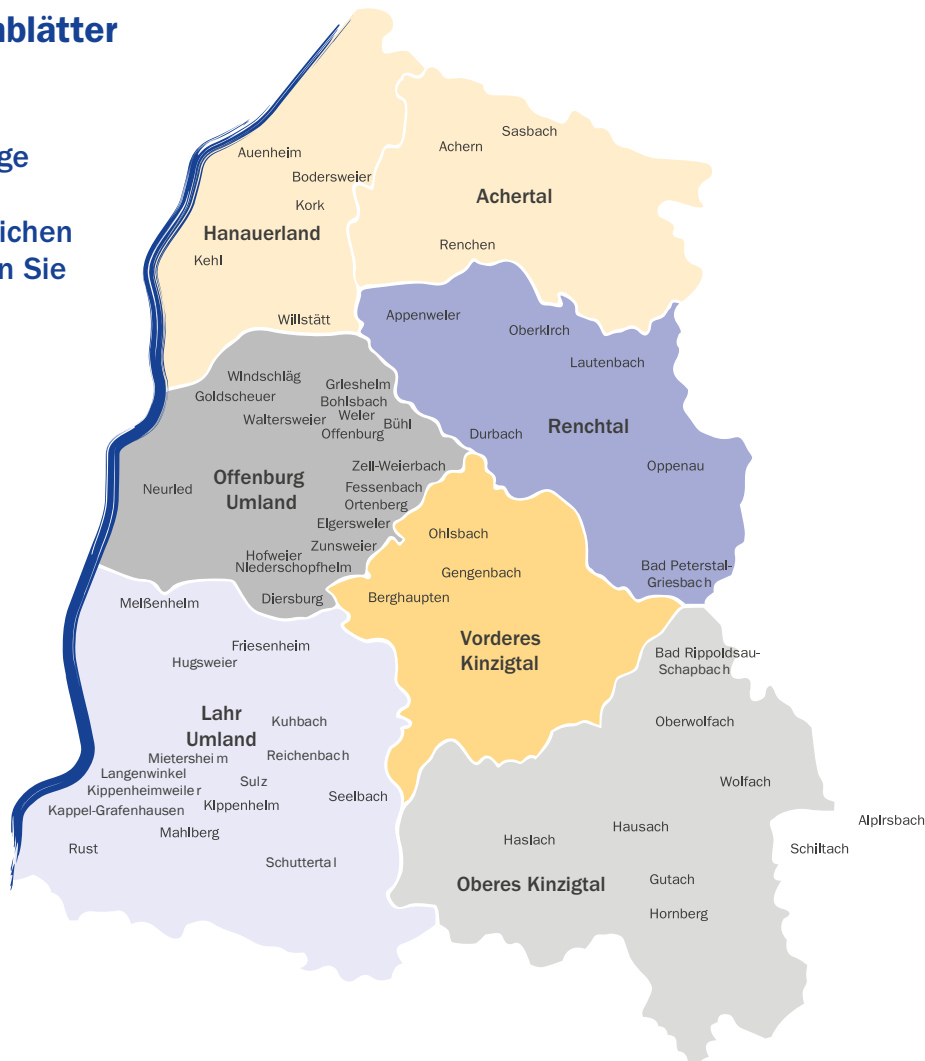 nblätter
ge
ichen
n Sie
Auenheim
Bodersweier
Kork
Hanauerland
Kehl
Willstätt
Sasbach
Achern
Achertal
Renchen
Appenweier
Oberkirch
Lautenbach
Durbach
Renchtal
Oppenau
Bad Peterstal-
Griesbach
Windschläg
Griesheim
Goldscheuer
Bohlsbach
Waltersweier
Weier
Bühl
Offenburg
Zell-Weierbach
Offenburg
Umland
Neuried
Fessenbach
Ortenberg
Elgersweier
Zunsweier
Hofweier
Niederschopfheim
Diersburg
Ohlsbach
Gengenbach
Berghaupten
Vorderes
Kinzigtal
Meißenheim
Friesenheim
Hugsweier
Lahr
Umland
Kuhbach
Mietersheim
Reichenbach
Langenwinkel
Sulz
Kippenheimweiler
Seelbach
Kappel-Grafenhausen
Kippenheim
Mahlberg
Rust
Schuttertal
Bad Rippoldsau-
Schapbach
Oberwolfach
Wolfach
Alpirsbach
Hausach
Haslach
Schiltach
Oberes Kinzigtal
Gutach
Hornberg